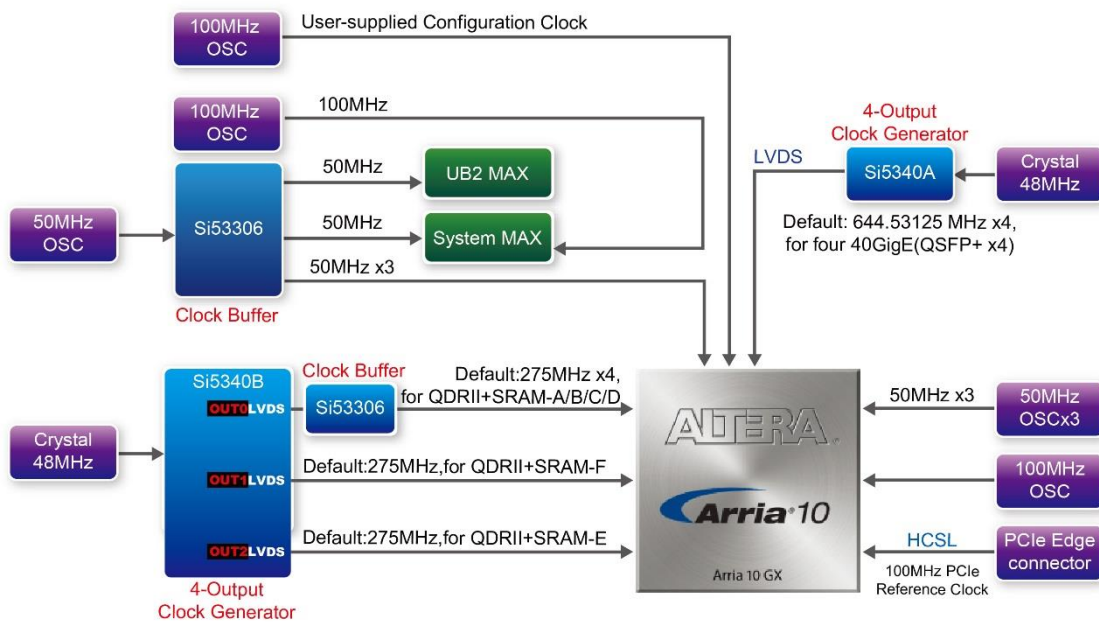 100MHz
OSC
User-supplied Configuration Clock
100MHz
OSC
100MHz
50MHz
OSC
Si53306
Clock Buffer
50MHz
UB2 MAX
50MHz
System MAX
50MHz x3
4-Output
Clock Generator
LVDS
Si5340A
Crystal
48MHz
Default: 644.53125 MHz x4,
for four 40GigE(QSFP+ x4)
Crystal
48MHz
Si5340B
OUT0LVDS
OUT1LVDS
OUT2LVDS
4-Output
Clock Generator
Clock Buffer
Si53306
Default:275MHz x4,
for QDRII+SRAM-A/B/C/D
Default:275MHz,for QDRII+SRAM-F
Default:275MHz,for QDRII+SRAM-E
ALTERA®
Arria® 10
Arria 10 GX
50MHz x3
50MHz
OSCx3
100MHz
OSC
HCSL
100MHz PCIe
Reference Clock
PCIe Edge
connector